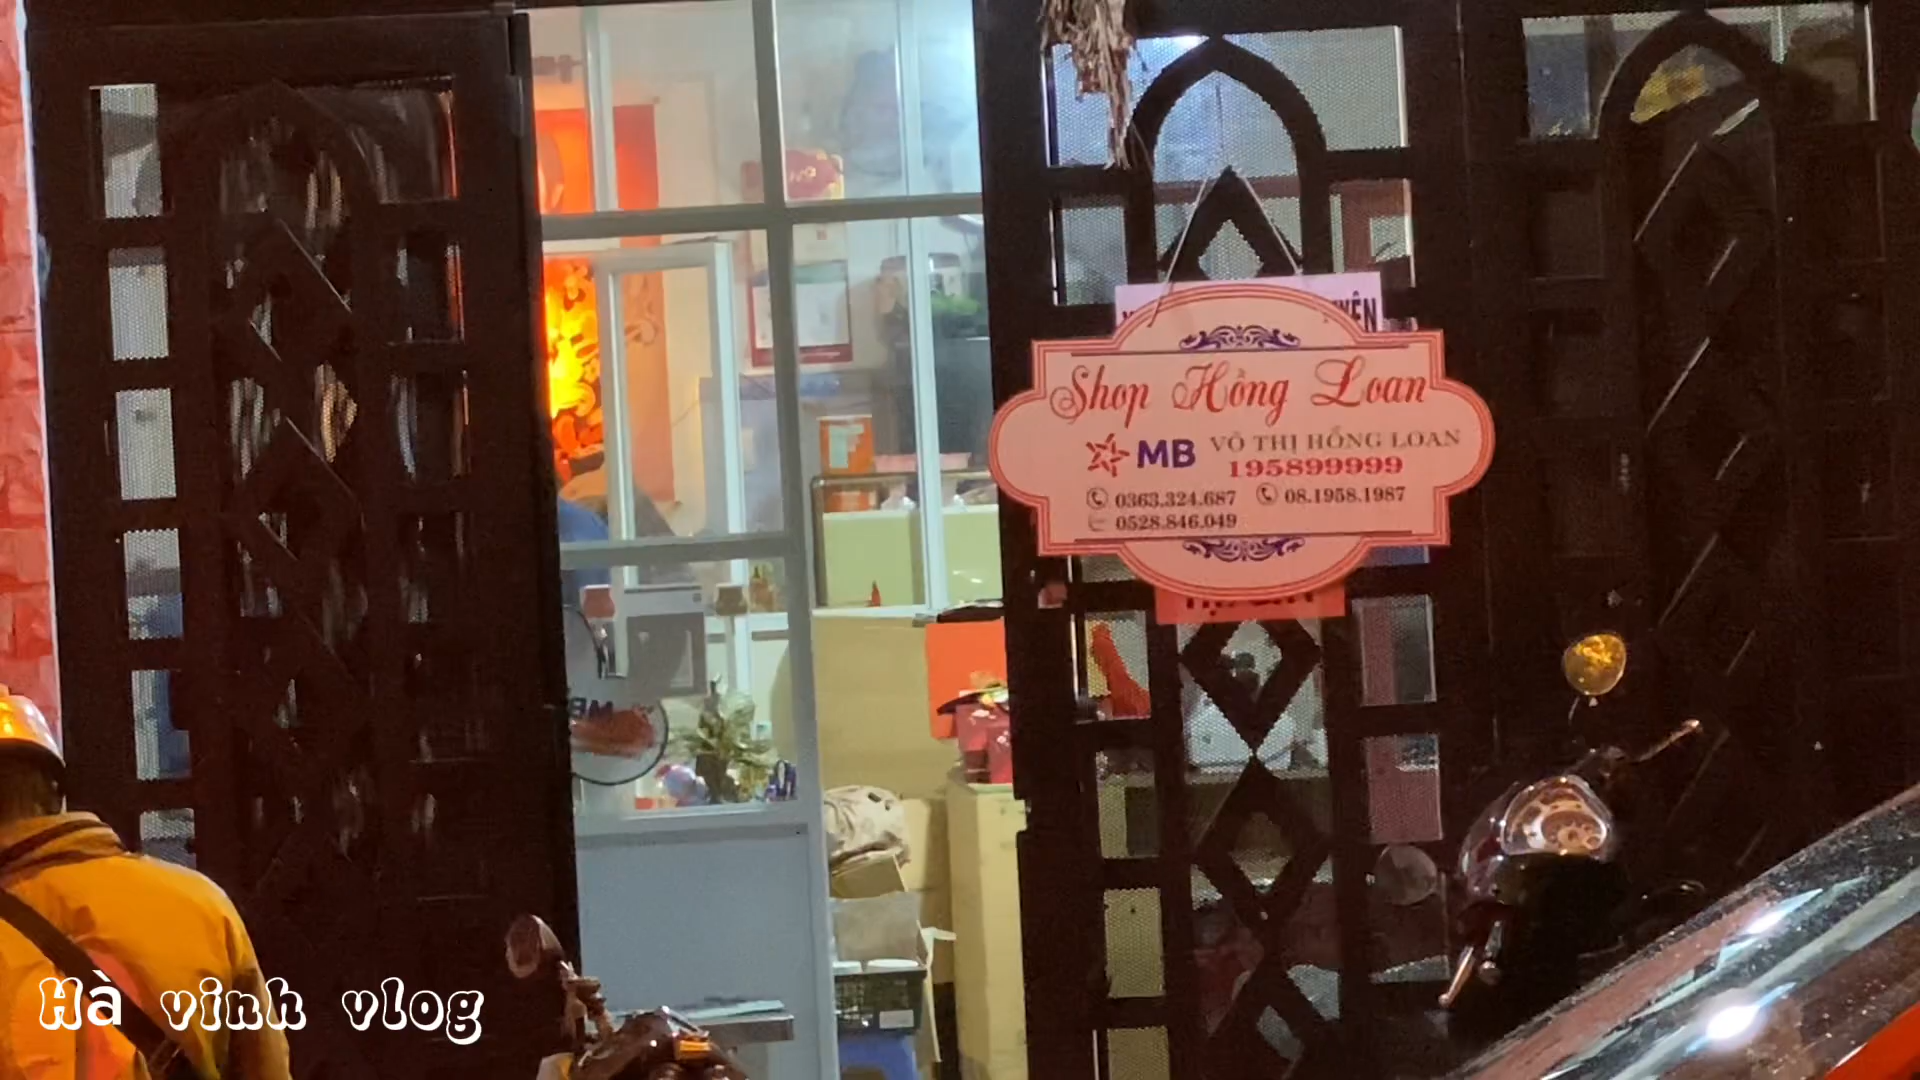 Shop Hồng Loan
MB VÕ THỊ HỒNG LOAN
195899999
0363.324.687 08.1958.1987
0528.846.049
MB
Hà vinh vlog